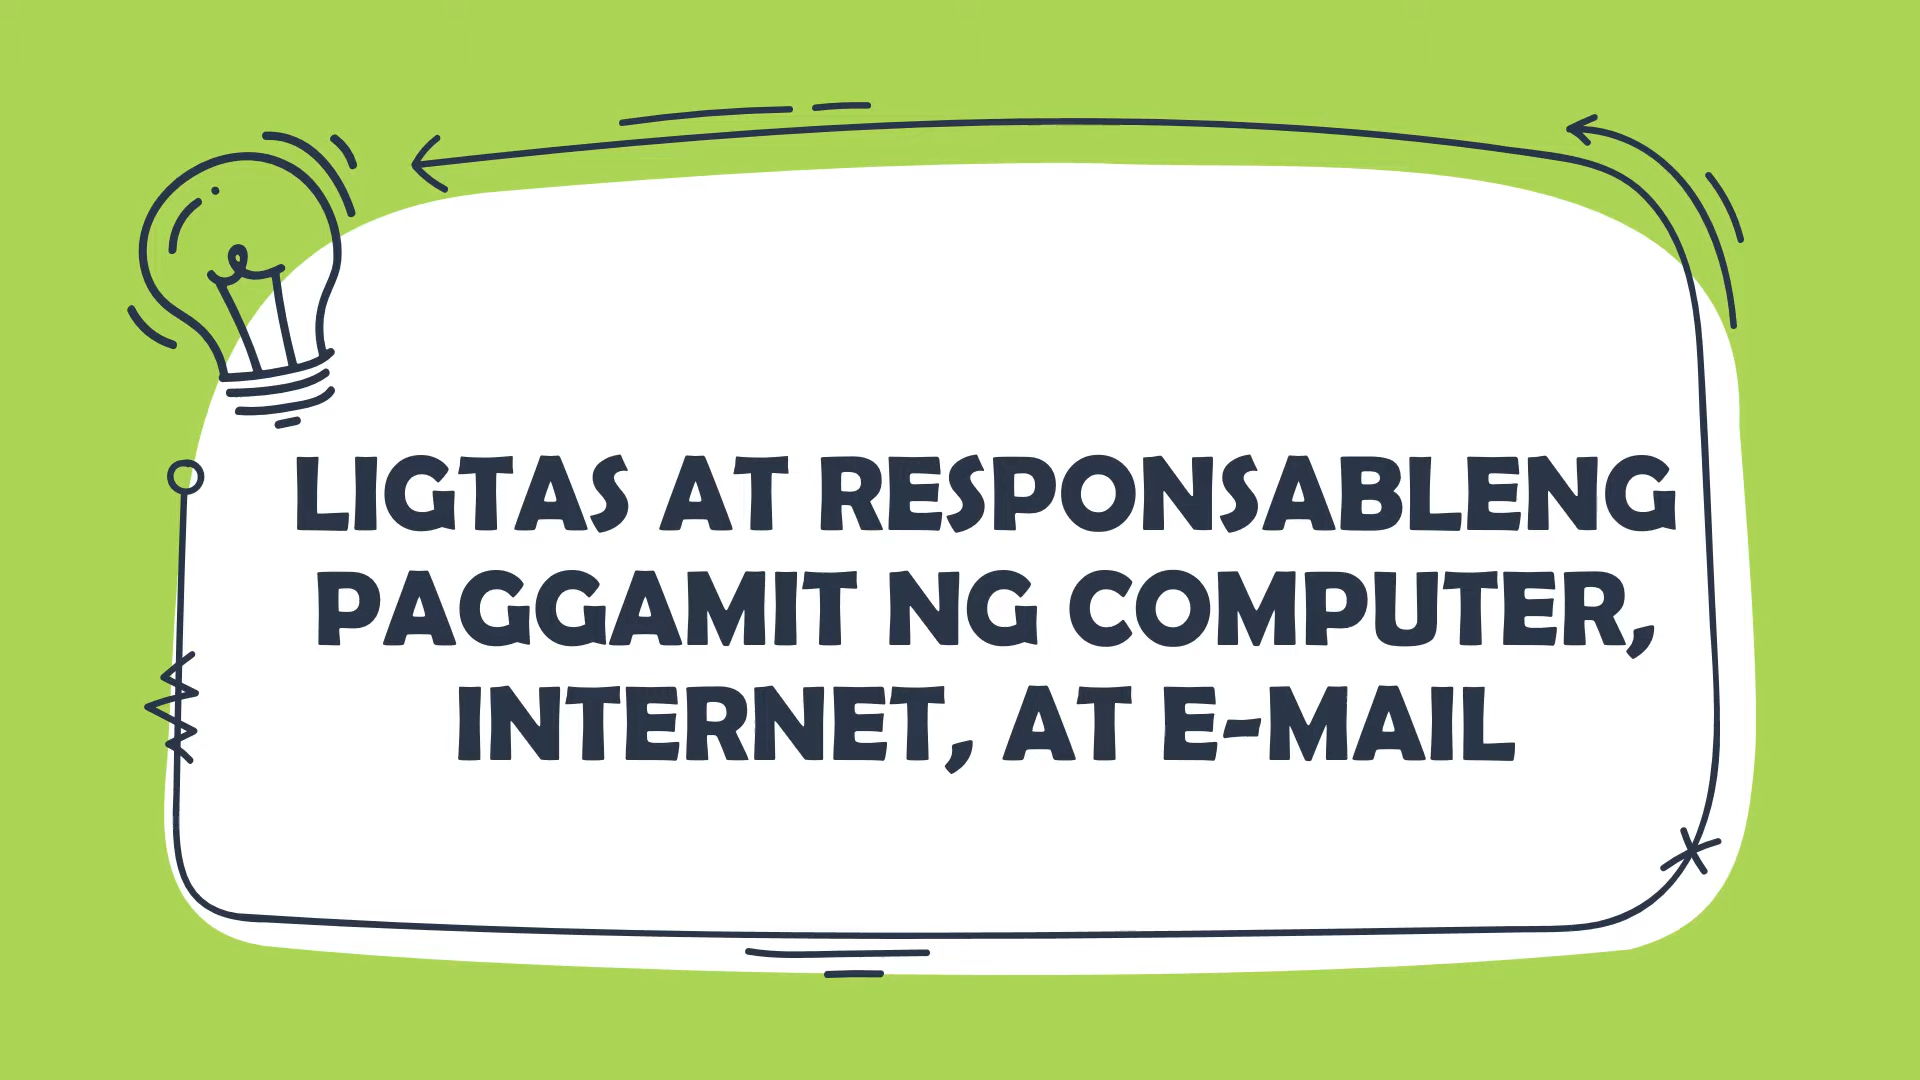 LIGTAS AT RESPONSABLENG
PAGGAMIT NG COMPUTER,
INTERNET, AT E-MAIL